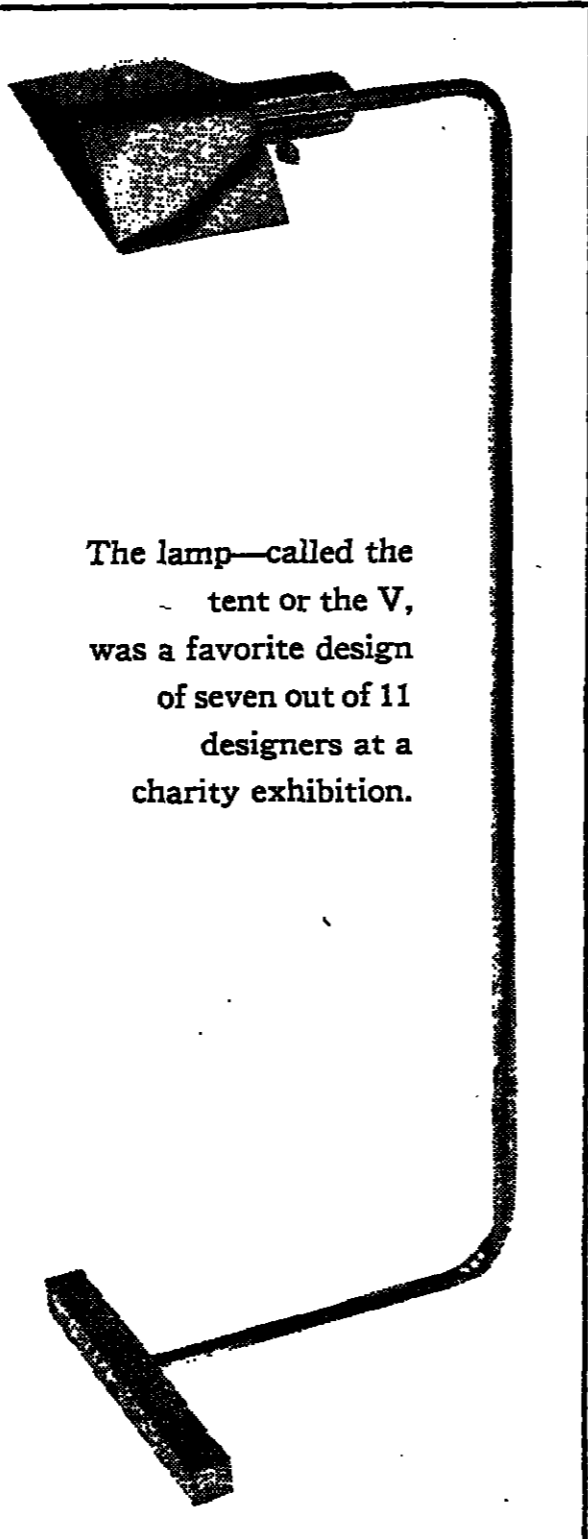 The lamp—called the
tent or the V,
was a favorite design
of seven out of 11
designers at a
charity exhibition.